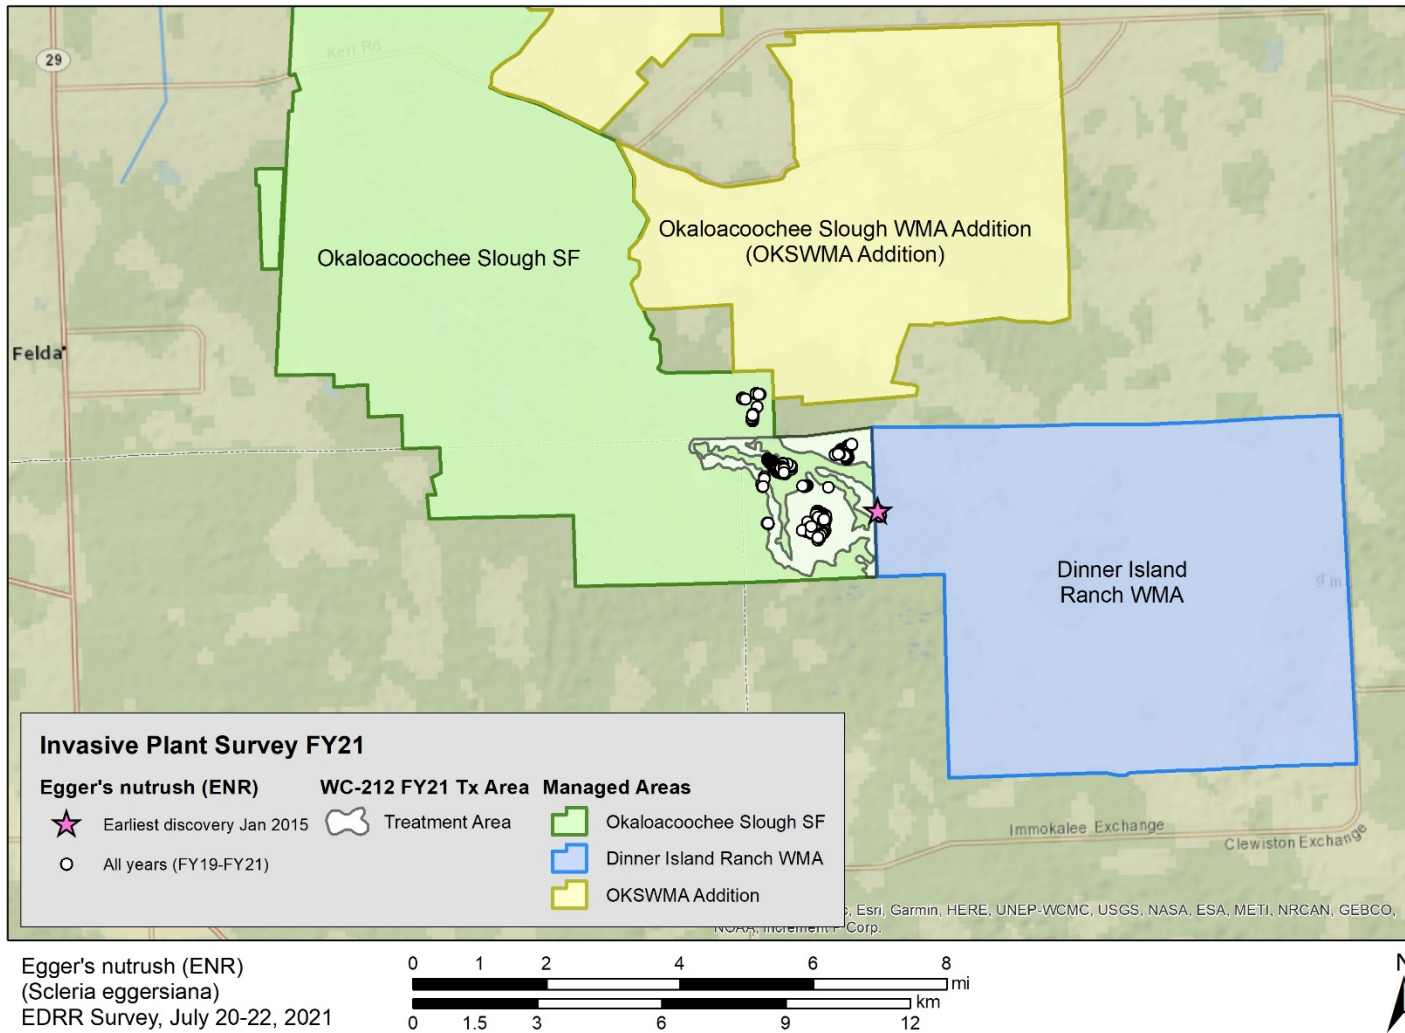 29
Keri Rd
Okaloacoochee Slough WMA Addition
(OKSWMA Addition)
Okaloacoochee Slough SF
Felda
Dinner Island
Ranch WMA
9 m
Immokalee Exchange
Clewiston Exchange
Invasive Plant Survey FY21
Egger's nutrush (ENR)
Earliest discovery Jan 2015
All years (FY19-FY21)
WC-212 FY21 Tx Area
Treatment Area
Managed Areas
Okaloacoochee Slough SF
Dinner Island Ranch WMA
OKSWMA Addition
Esri, Garmin, HERE, UNEP-WCMC, USGS, NASA, ESA, METI, NRCAN, GEBCO,
NOAA, Increment P Corp.
Egger's nutrush (ENR)
(Scleria eggersiana)
EDRR Survey, July 20-22, 2021
0 1 2 4 6 8
mi
km
0 1.5 3 6 9 12
N